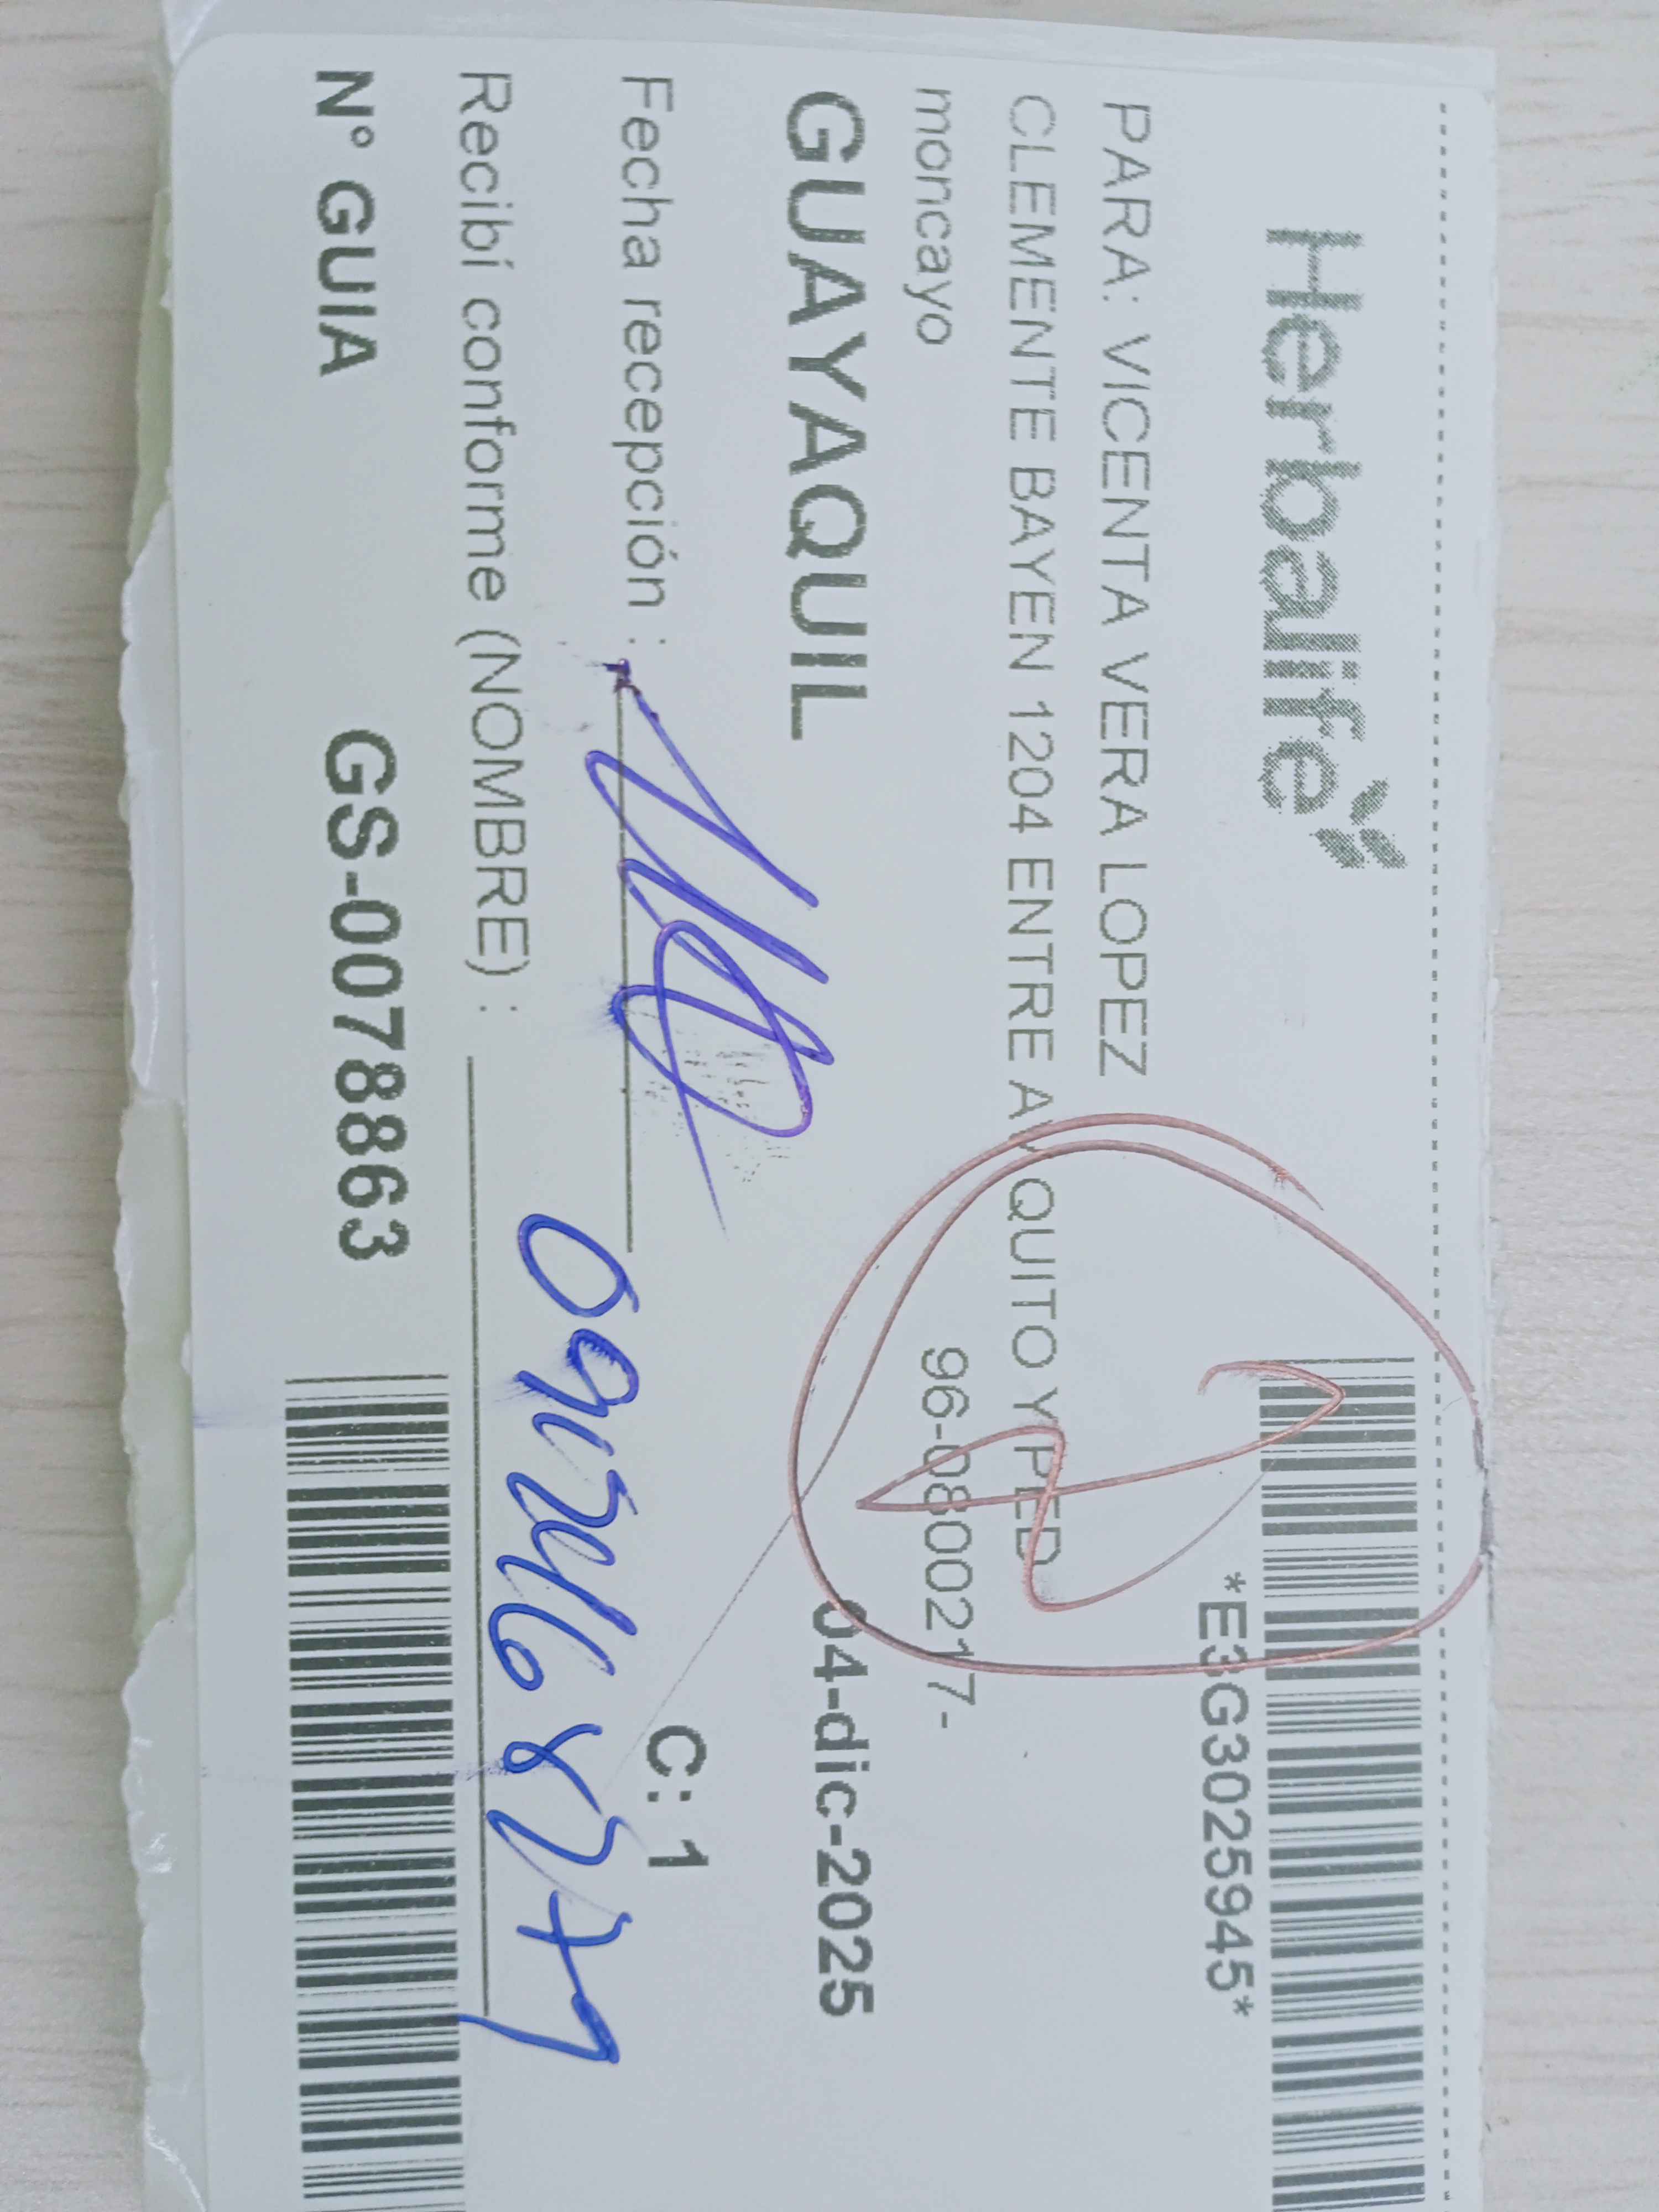 Herbalife
*E3G3025945*
PARA: VICENTA VERA LOPEZ
CLEMENTE BAYEN 1204 ENTRE AV QUITO Y PED
moncayo 96-0800217-
GUAYAQUIL 04-dic-2025
Fecha recepción :
C: 1
Recibí conforme (NOMBRE) :
N° GUIA GS-0078863